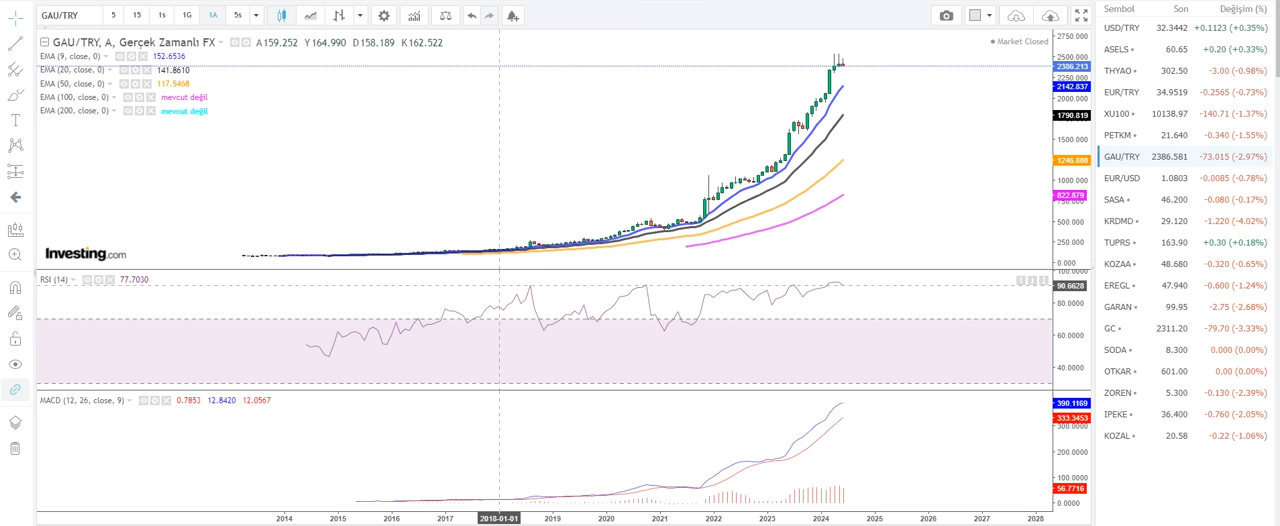 GAU/TRY 5 15 1s 1G 1A 5s
GAU/TRY, A, Gerçek Zamanlı FX A159.252 Y164.990 D158.189 K162.522
Market Closed
EMA (9, close, 0) 152.6536
EMA (20, close, 0) 141.8610
EMA (50, close, 0) 117.5468
EMA (100, close, 0) mevcut değil
EMA (200, close, 0) mevcut değil
2750.000
2500.000
2386.213
2250.000
2142.837
2000.000
1790.819
1500.000
1246.800
1000.000
822.879
500.000
250.000
0.000
Investing.com
RSI (14) 77.7030
100.0000
90.6628
80.0000
60.0000
40.0000
MACD (12, 26, close, 9) 0.7853 12.8420 12.0567
390.1169
333.3453
300.0000
200.0000
100.0000
56.7716
0.0000
2014 2015 2016 2017 2018-01-01 2019 2020 2021 2022 2023 2024 2025 2026 2027 2028
Sembol Son Değişim (%)
USD/TRY 32.3442 +0.1123 (+0.35%)
ASELS 60.65 +0.20 (+0.33%)
THYAO 302.50 -3.00 (-0.98%)
EUR/TRY 34.9519 -0.2565 (-0.73%)
XU100 10138.97 -140.71 (-1.37%)
PETKM 21.640 -0.340 (-1.55%)
GAU/TRY 2386.581 -73.015 (-2.97%)
EUR/USD 1.0803 -0.0085 (-0.78%)
SASA 46.200 -0.080 (-0.17%)
KRDMD 29.120 -1.220 (-4.02%)
TUPRS 163.90 +0.30 (+0.18%)
KOZAA 48.680 -0.320 (-0.65%)
EREGL 47.940 -0.600 (-1.24%)
GARAN 99.95 -2.75 (-2.68%)
GC 2311.20 -79.70 (-3.33%)
SODA 8.300 0.000 (0.00%)
OTKAR 601.00 0.00 (0.00%)
ZOREN 5.300 -0.130 (-2.39%)
IPEKE 36.400 -0.760 (-2.05%)
KOZAL 20.58 -0.22 (-1.06%)